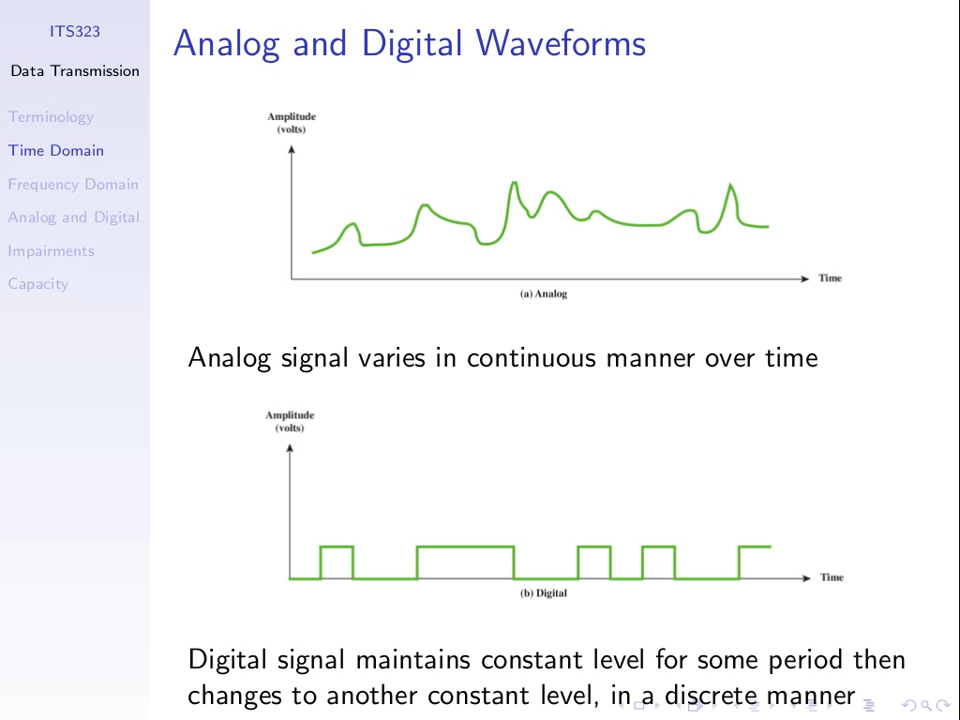 ITS323
Data Transmission
Terminology
Time Domain
Frequency Domain
Analog and Digital
Impairments
Capacity
Analog and Digital Waveforms
Amplitude
(volts)
Time
(a) Analog
Analog signal varies in continuous manner over time
Amplitude
(volts)
Time
(b) Digital
Digital signal maintains constant level for some period then
changes to another constant level, in a discrete manner